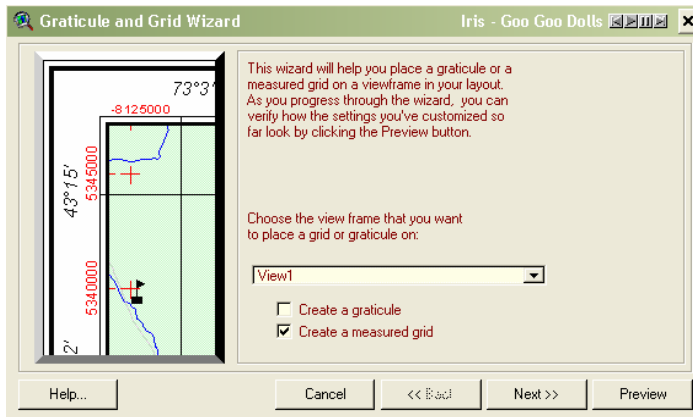 Graticule and Grid Wizard
Iris - Goo Goo Dolls
73°3'
-8125000
43°15'
5345000
5340000
2'
This wizard will help you place a graticule or a
measured grid on a viewframe in your layout.
As you progress through the wizard, you can
verify how the settings you've customized so
far look by clicking the Preview button.
Choose the view frame that you want
to place a grid or graticule on:
View1
Create a graticule
Create a measured grid
Help...
Cancel
<< Back
Next >>
Preview